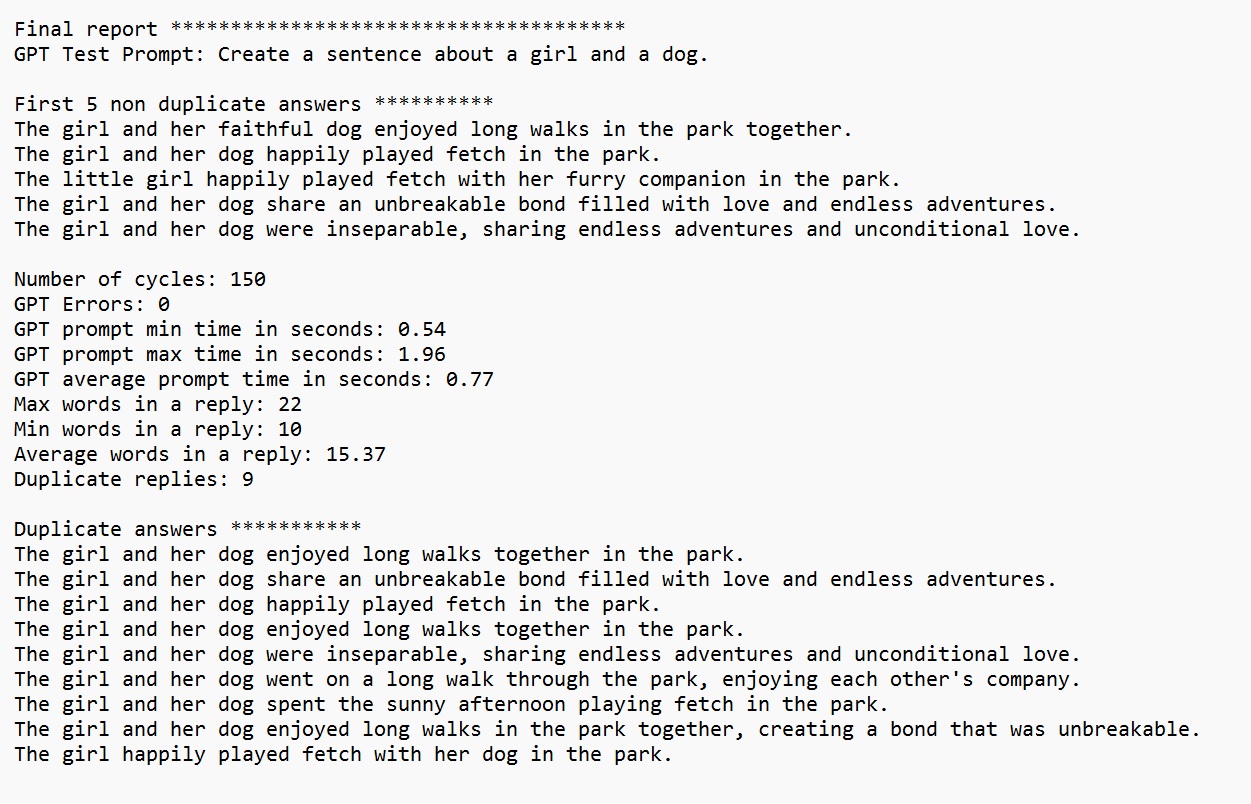 Final report **************************************
GPT Test Prompt: Create a sentence about a girl and a dog.
First 5 non duplicate answers **********
The girl and her faithful dog enjoyed long walks in the park together.
The girl and her dog happily played fetch in the park.
The little girl happily played fetch with her furry companion in the park.
The girl and her dog share an unbreakable bond filled with love and endless adventures.
The girl and her dog were inseparable, sharing endless adventures and unconditional love.
Number of cycles: 150
GPT Errors: 0
GPT prompt min time in seconds: 0.54
GPT prompt max time in seconds: 1.96
GPT average prompt time in seconds: 0.77
Max words in a reply: 22
Min words in a reply: 10
Average words in a reply: 15.37
Duplicate replies: 9
Duplicate answers ***********
The girl and her dog enjoyed long walks together in the park.
The girl and her dog share an unbreakable bond filled with love and endless adventures.
The girl and her dog happily played fetch in the park.
The girl and her dog enjoyed long walks together in the park.
The girl and her dog were inseparable, sharing endless adventures and unconditional love.
The girl and her dog went on a long walk through the park, enjoying each other's company.
The girl and her dog spent the sunny afternoon playing fetch in the park.
The girl and her dog enjoyed long walks in the park together, creating a bond that was unbreakable.
The girl happily played fetch with her dog in the park.